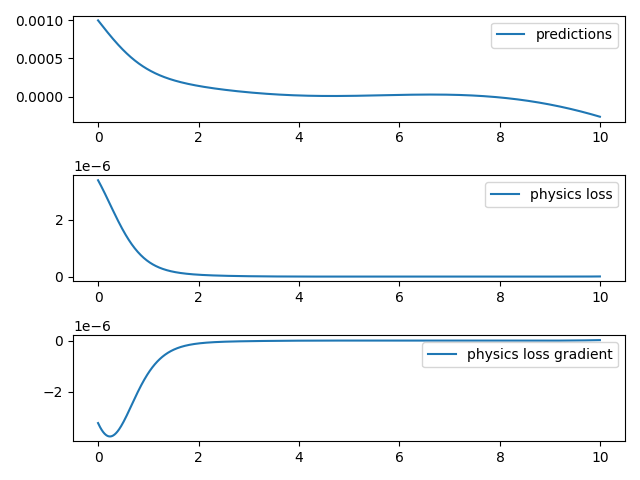 0.0010
0.0005
0.0000
predictions
0 2 4 6 8 10
1e−6
2
0
physics loss
0 2 4 6 8 10
1e−6
0
−2
physics loss gradient
0 2 4 6 8 10